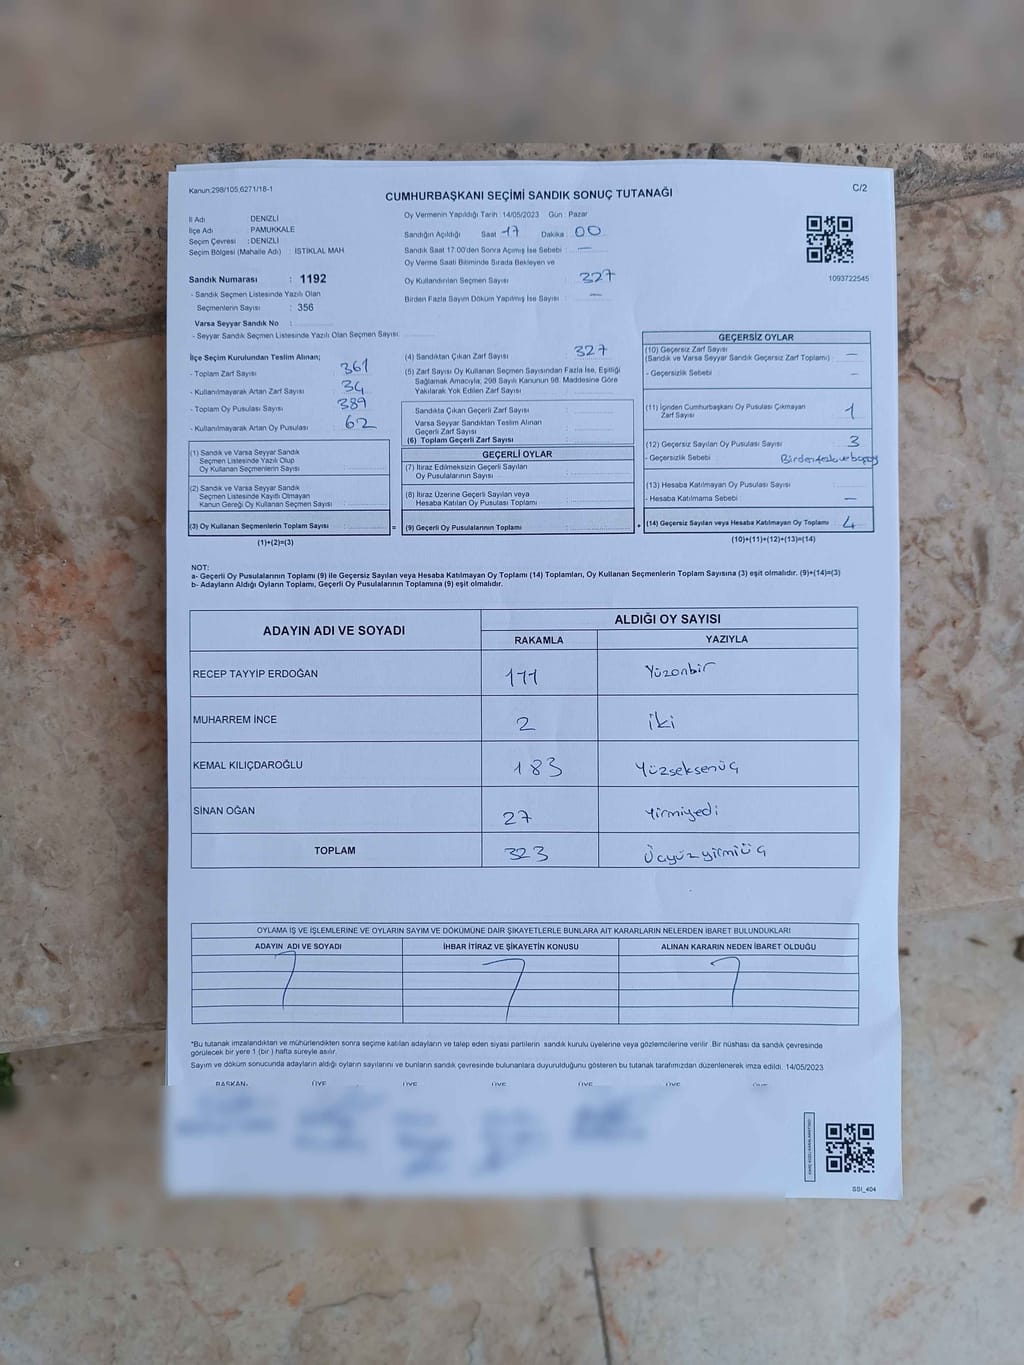 Kanun:298/105,6271/18-1
C/2
CUMHURBAŞKANI SEÇİMİ SANDIK SONUÇ TUTANAĞI
İl Adı DENİZLİ
İlçe Adı : PAMUKKALE
Seçim Çevresi : DENİZLİ
Seçim Bölgesi (Mahalle Adı) : İSTİKLAL MAH
Oy Vermenin Yapıldığı Tarih : 14/05/2023 Gün : Pazar
Sandığın Açıldığı Saat 17 Dakika : 00
Sandık Saat 17.00'den Sonra Açılmış İse Sebebi : —
Oy Verme Saati Bitiminde Sırada Bekleyen ve
Oy Kullandırılan Seçmen Sayısı : 327
Birden Fazla Sayım Döküm Yapılmış İse Sayısı : —
1093722545
Sandık Numarası : 1192
- Sandık Seçmen Listesinde Yazılı Olan
Seçmenlerin Sayısı : 356
Varsa Seyyar Sandık No :
- Seyyar Sandık Seçmen Listesinde Yazılı Olan Seçmen Sayısı:
İlçe Seçim Kurulundan Teslim Alınan;
- Toplam Zarf Sayısı : 361
- Kullanılmayarak Artan Zarf Sayısı : 34
- Toplam Oy Pusulası Sayısı : 389
- Kullanılmayarak Artan Oy Pusulası : 62
(1) Sandık ve Varsa Seyyar Sandık
Seçmen Listesinde Yazılı Olup
Oy Kullanan Seçmenlerin Sayısı :
(2) Sandık ve Varsa Seyyar Sandık
Seçmen Listesinde Kayıtlı Olmayan
Kanun Gereği Oy Kullanan Seçmen Sayısı :
(3) Oy Kullanan Seçmenlerin Toplam Sayısı :
(1)+(2)=(3)
(4) Sandıktan Çıkan Zarf Sayısı : 327
(5) Zarf Sayısı Oy Kullanan Seçmen Sayısından Fazla İse, Eşitliği
Sağlamak Amacıyla; 298 Sayılı Kanunun 98. Maddesine Göre
Yakılarak Yok Edilen Zarf Sayısı :
Sandıkta Çıkan Geçerli Zarf Sayısı :
Varsa Seyyar Sandıktan Teslim Alınan
Geçerli Zarf Sayısı :
(6) Toplam Geçerli Zarf Sayısı :
GEÇERLİ OYLAR
(7) İtiraz Edilmeksizin Geçerli Sayılan
Oy Pusulalarının Sayısı :
(8) İtiraz Üzerine Geçerli Sayılan veya
Hesaba Katılan Oy Pusulası Toplamı :
= (9) Geçerli Oy Pusulalarının Toplamı : +
GEÇERSİZ OYLAR
(10) Geçersiz Zarf Sayısı
(Sandık ve Varsa Seyyar Sandık Geçersiz Zarf Toplamı) : —
- Geçersizlik Sebebi : —
(11) İçinden Cumhurbaşkanı Oy Pusulası Çıkmayan
Zarf Sayısı : 1
(12) Geçersiz Sayılan Oy Pusulası Sayısı : 3
- Geçersizlik Sebebi :
(13) Hesaba Katılmayan Oy Pusulası Sayısı :
- Hesaba Katılmama Sebebi : —
(14) Geçersiz Sayılan veya Hesaba Katılmayan Oy Toplamı : 4
(10)+(11)+(12)+(13)=(14)
NOT:
a- Geçerli Oy Pusulalarının Toplamı (9) ile Geçersiz Sayılan veya Hesaba Katılmayan Oy Toplamı (14) Toplamları, Oy Kullanan Seçmenlerin Toplam Sayısına (3) eşit olmalıdır. (9)+(14)=(3)
b- Adayların Aldığı Oyların Toplamı, Geçerli Oy Pusulalarının Toplamına (9) eşit olmalıdır.
ADAYIN ADI VE SOYADI
ALDIĞI OY SAYISI
RAKAMLA YAZIYLA
RECEP TAYYİP ERDOĞAN 111 Yüzonbir
MUHARREM İNCE 2 iki
KEMAL KILIÇDAROĞLU 183 Yüzseksenüç
SİNAN OĞAN 27 Yirmiyedi
TOPLAM 323 Üçyüzyirmiüç
OYLAMA İŞ VE İŞLEMLERİNE VE OYLARIN SAYIM VE DÖKÜMÜNE DAİR ŞİKAYETLERLE BUNLARA AİT KARARLARIN NELERDEN İBARET BULUNDUKLARI
ADAYIN ADI VE SOYADI İHBAR İTİRAZ VE ŞİKAYETİN KONUSU ALINAN KARARIN NEDEN İBARET OLDUĞU
*Bu tutanak imzalandıktan ve mühürlendikten sonra seçime katılan adayların ve talep eden siyasi partilerin sandık kurulu üyelerine veya gözlemcilerine verilir .Bir nüshası da sandık çevresinde
görülecek bir yere 1 (bir ) hafta süreyle asılır.
Sayım ve döküm sonucunda adayların aldığı oyların sayılarını ve bunların sandık çevresinde bulunanlara duyurulduğunu gösteren bu tutanak tarafımızdan düzenlenerek imza edildi. 14/05/2023
BAŞKAN ÜYE ÜYE ÜYE ÜYE ÜYE ÜYE
SSI_404